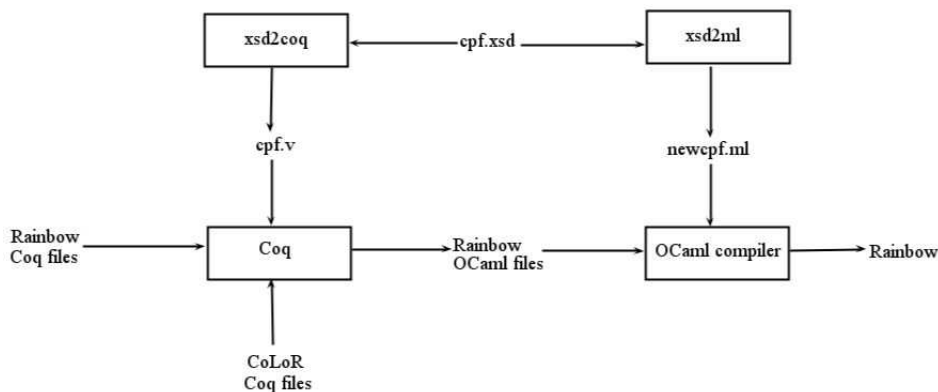 xsd2coq
cpf.xsd
xsd2ml
cpf.v
newcpf.ml
Rainbow
Coq files
Coq
Rainbow
OCaml files
OCaml compiler
Rainbow
CoLoR
Coq files